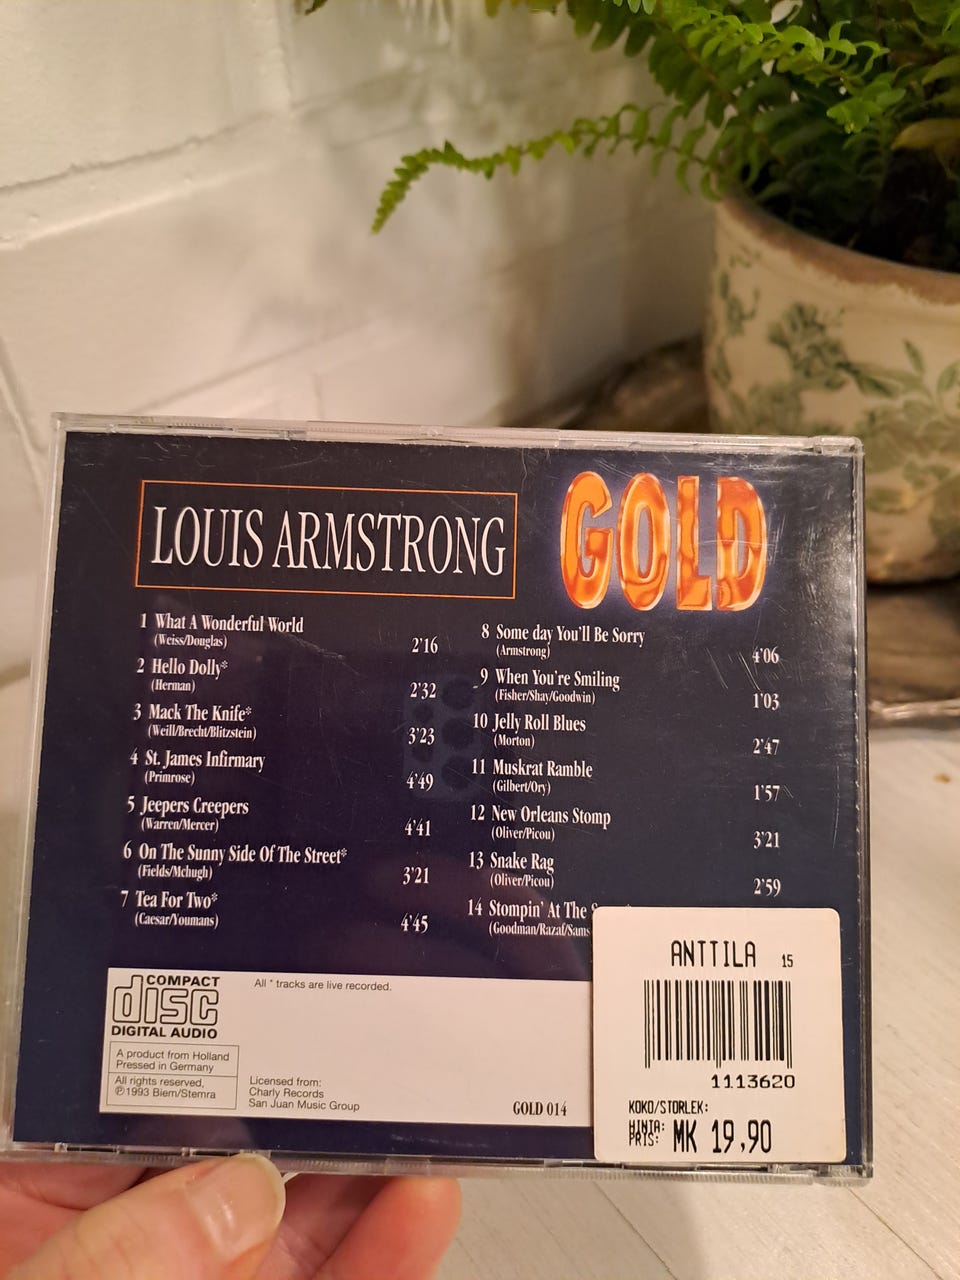 LOUIS ARMSTRONG
GOLD
1 What A Wonderful World
(Weiss/Douglas) 2'16
2 Hello Dolly*
(Herman) 2'32
3 Mack The Knife*
(Weill/Brecht/Blitzstein) 3'23
4 St. James Infirmary
(Primrose) 4'49
5 Jeepers Creepers
(Warren/Mercer) 4'41
6 On The Sunny Side Of The Street*
(Fields/Mchugh) 3'21
7 Tea For Two*
(Caesar/Youmans) 4'45
8 Some day You'll Be Sorry
(Armstrong) 4'06
9 When You're Smiling
(Fisher/Shay/Goodwin) 1'03
10 Jelly Roll Blues
(Morton) 2'47
11 Muskrat Ramble
(Gilbert/Ory) 1'57
12 New Orleans Stomp
(Oliver/Picou) 3'21
13 Snake Rag
(Oliver/Picou) 2'59
14 Stompin' At The
(Goodman/Razaf/Sams
COMPACT
disc
DIGITAL AUDIO
A product from Holland
Pressed in Germany
All rights reserved,
℗1993 Biem/Stemra
All * tracks are live recorded.
Licensed from:
Charly Records
San Juan Music Group
GOLD 014
ANTTILA 15
1113620
KOKO/STORLEK:
HINTA:
PRIS: MK 19,90